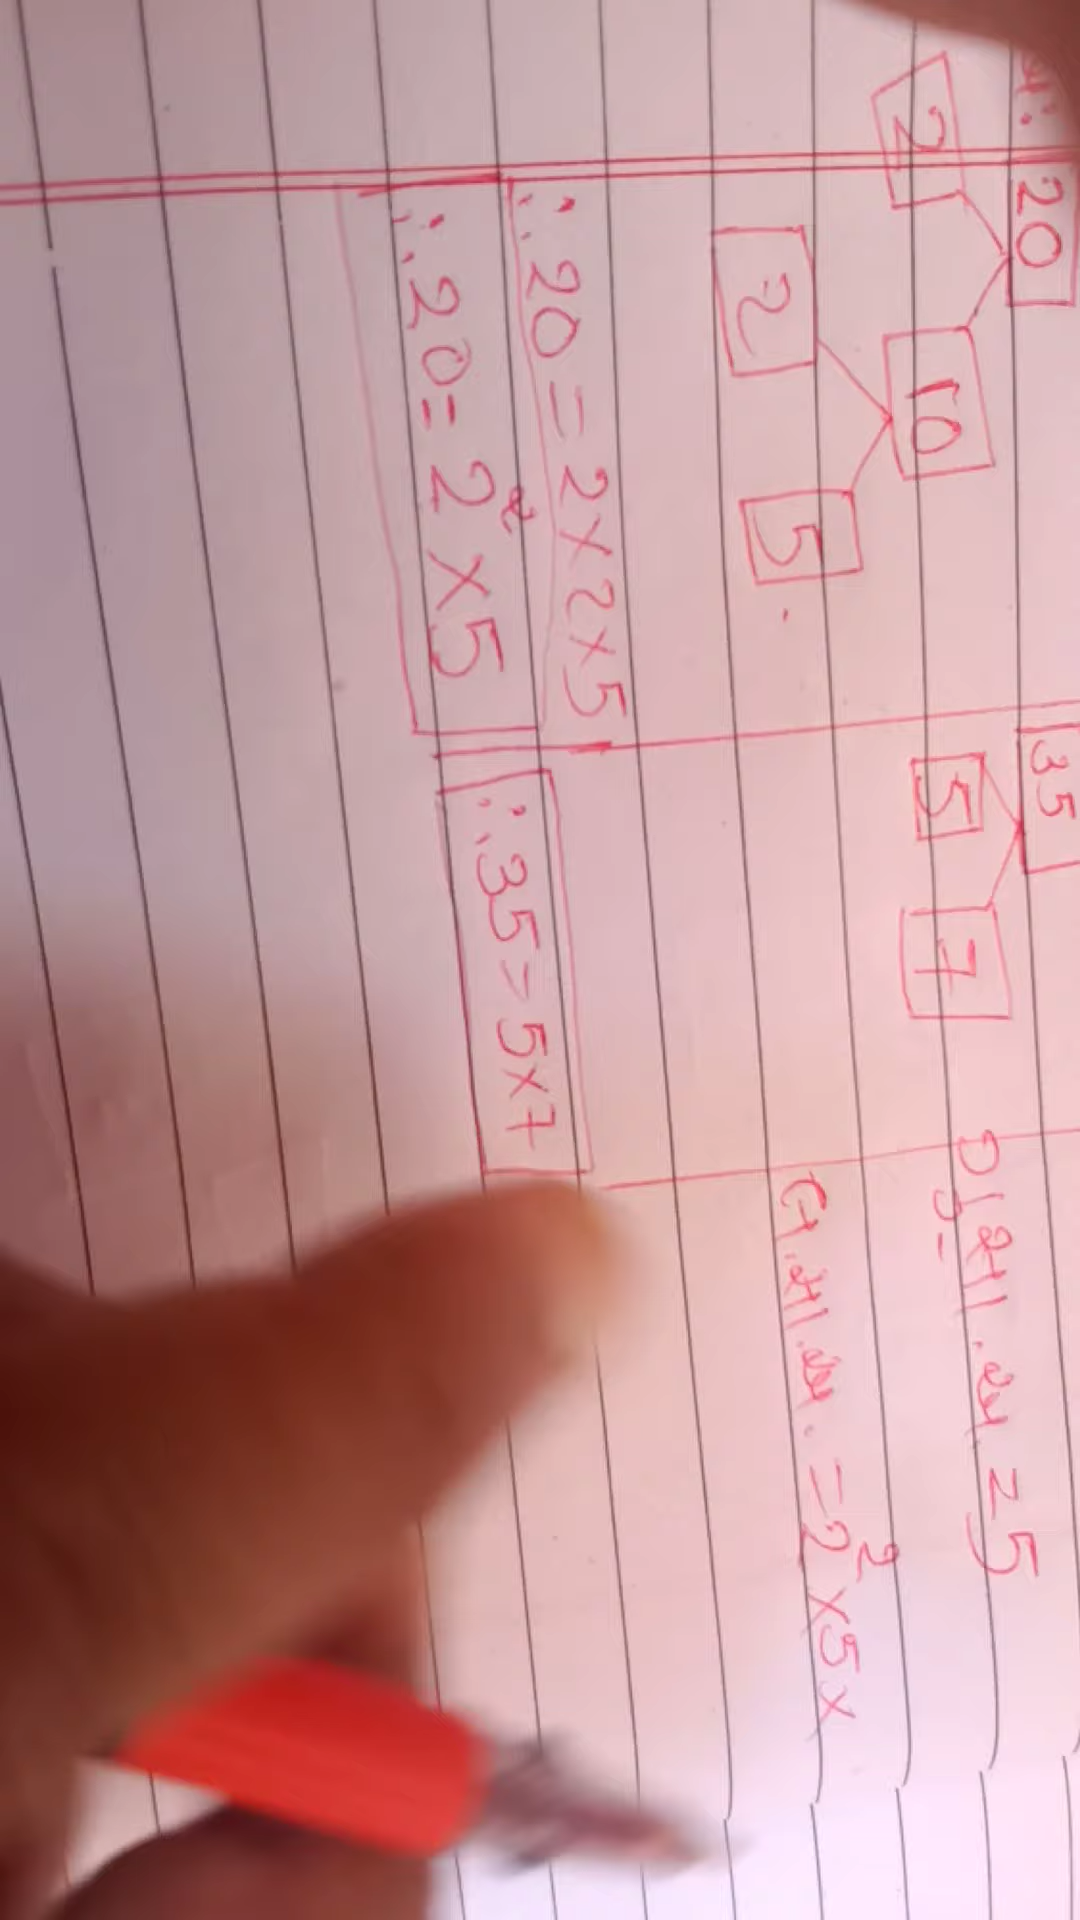 20
2
10
2
5
∴ 20 = 2×2×5
∴ 20 = 2² × 5
35
5
7
∴ 35 = 5×7
ગુ.સા.અ. = 5
લ.સા.અ. = 2² × 5 ×